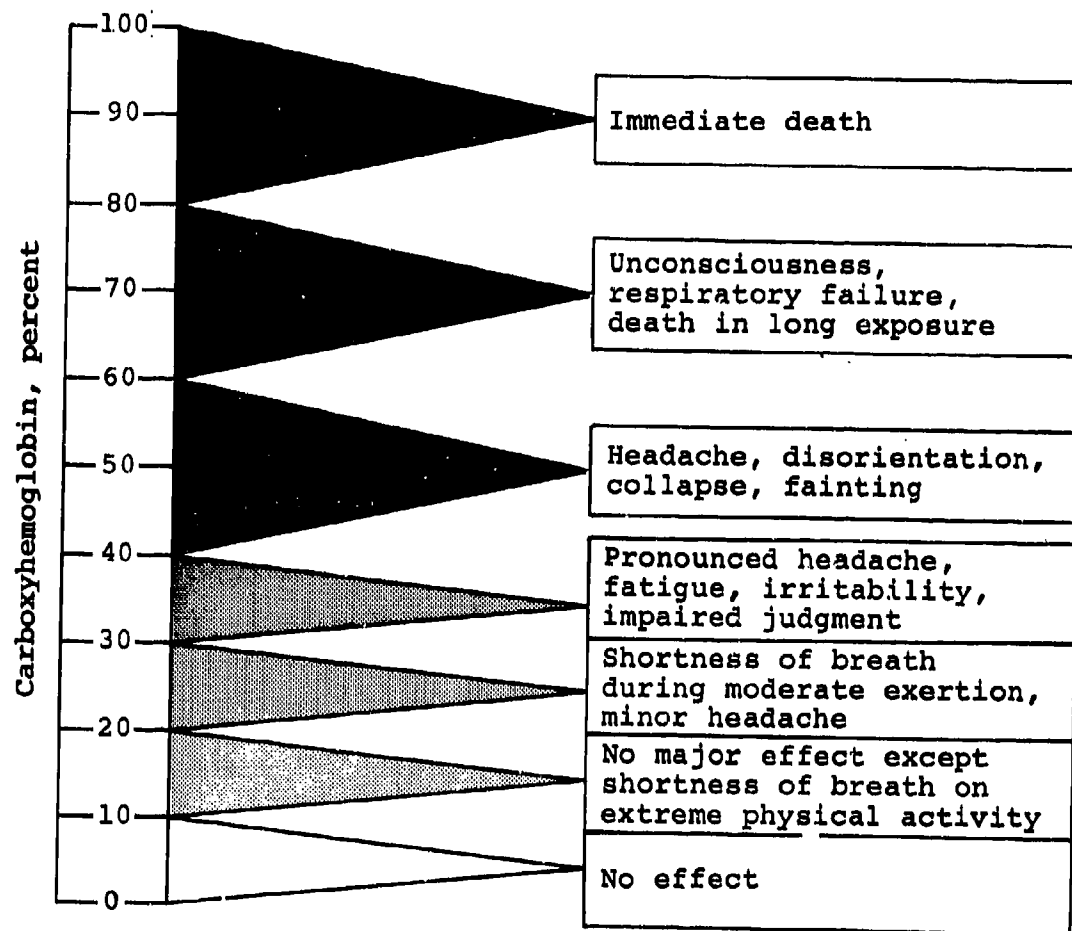 Carboxyhemoglobin, percent
100
90
80
70
60
50
40
30
20
10
0
Immediate death
Unconsciousness,
respiratory failure,
death in long exposure
Headache, disorientation,
collapse, fainting
Pronounced headache,
fatigue, irritability,
impaired judgment
Shortness of breath
during moderate exertion,
minor headache
No major effect except
shortness of breath on
extreme physical activity
No effect